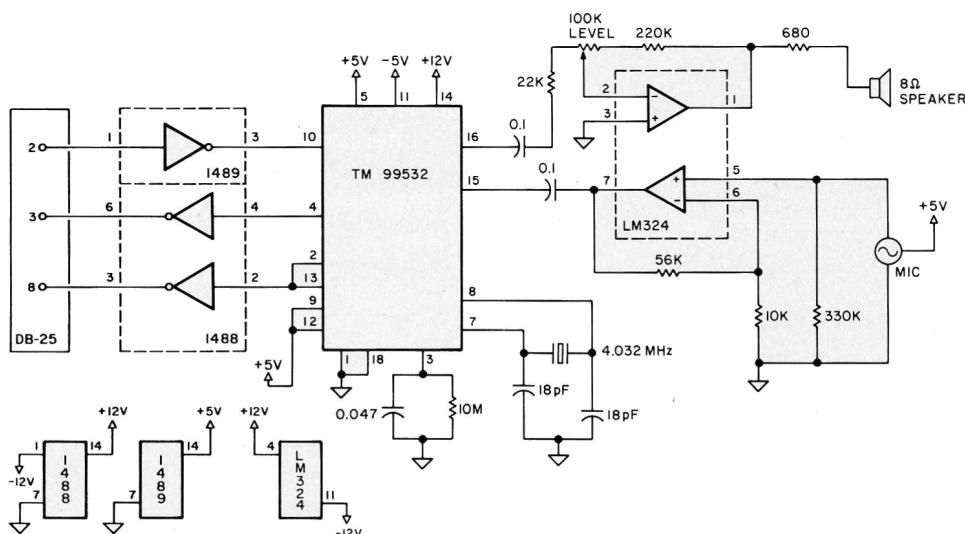 100K
LEVEL
220K
680
+5V
-5V
+12V
22K
2
1
8Ω
SPEAKER
5
11
14
3
2
1
3
10
16
0.1
1489
TM 99532
0.1
15
7
5
6
3
6
4
4
LM324
+5V
2
56K
MIC
8
3
2
13
8
9
10K
330K
DB-25
1488
12
7
4.032 MHz
+5V
1
18
3
18pF
0.047
10M
18pF
+12V
+5V
+12V
1
14
14
4
-12V
1488
1489
LM324
7
7
11
-12V